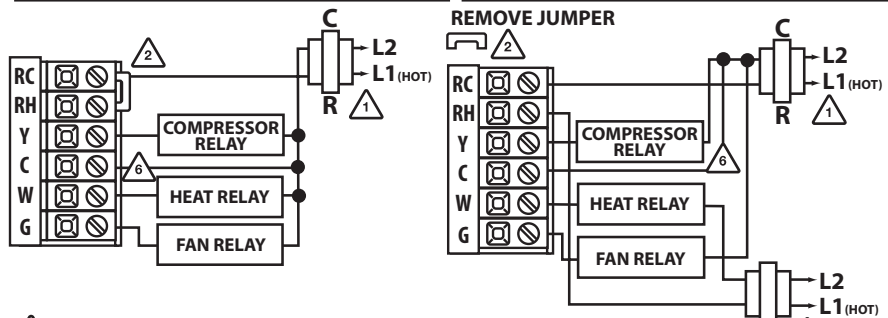 C
2
L2
RC
L1 (HOT)
RH
R
1
Y
COMPRESSOR
RELAY
C
6
W
HEAT RELAY
G
FAN RELAY
REMOVE JUMPER
2
C
L2
RC
L1 (HOT)
RH
R
1
Y
COMPRESSOR
RELAY
C
6
W
HEAT RELAY
G
FAN RELAY
L2
L1 (HOT)